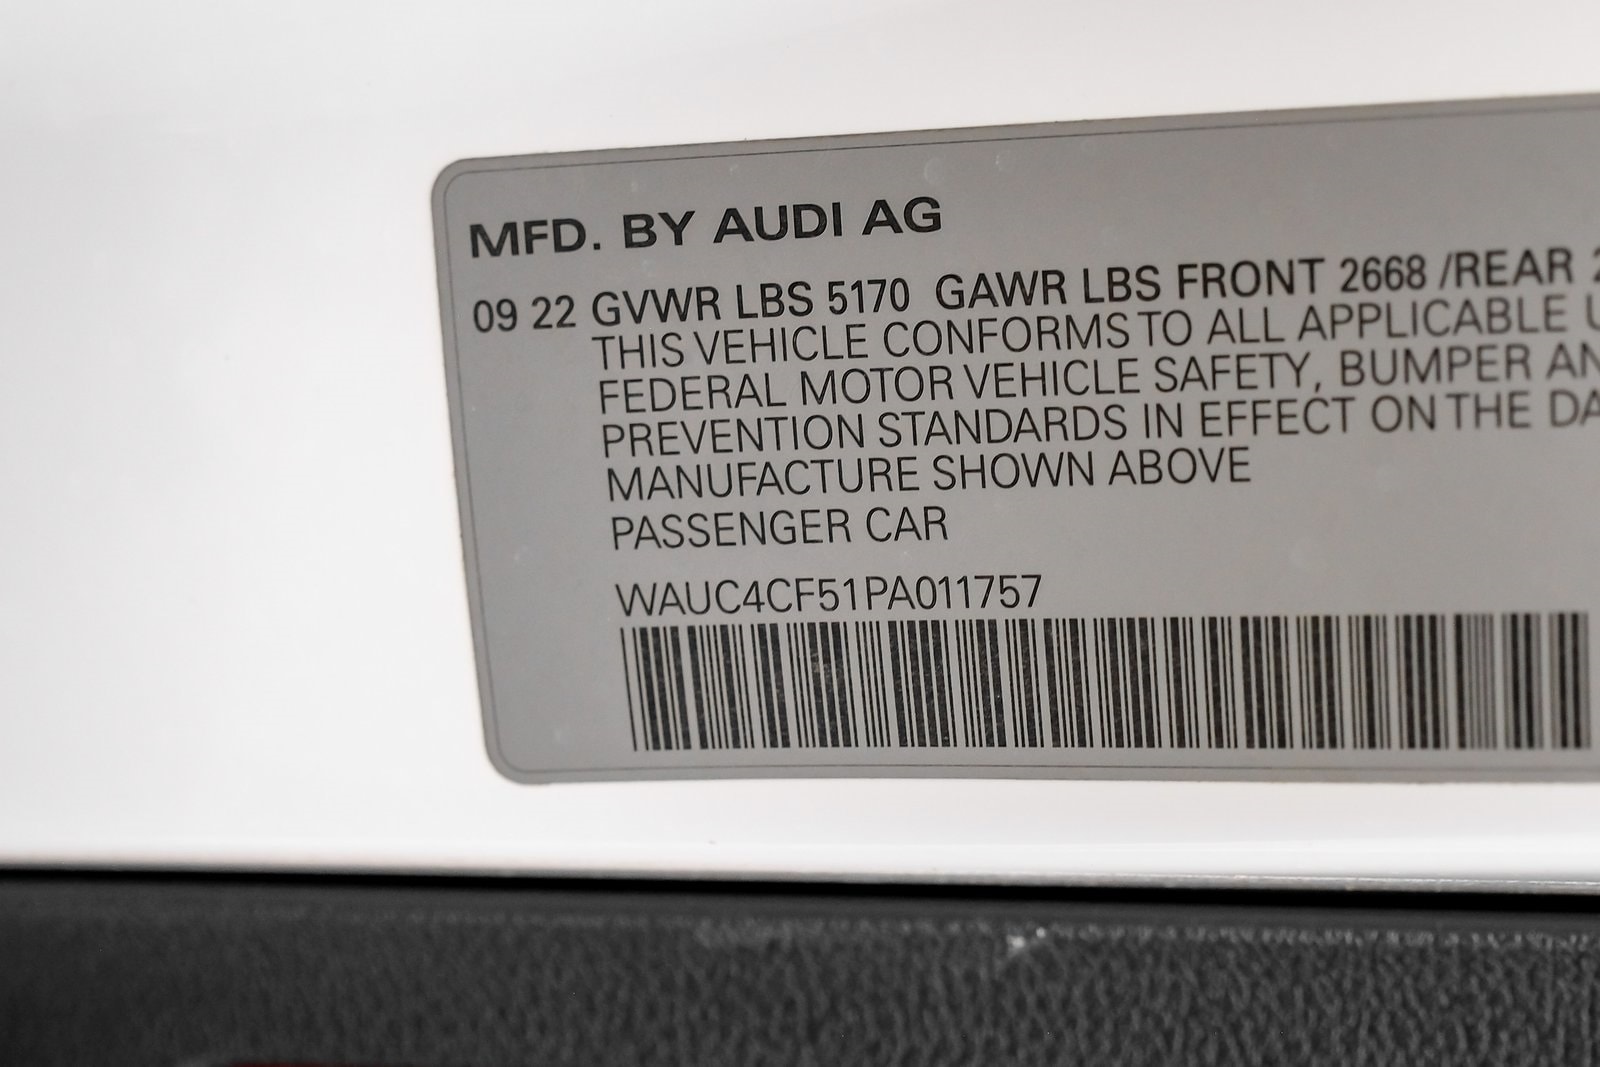 MFD. BY AUDI AG
09 22 GVWR LBS 5170 GAWR LBS FRONT 2668 /REAR
THIS VEHICLE CONFORMS TO ALL APPLICABLE
FEDERAL MOTOR VEHICLE SAFETY, BUMPER
PREVENTION STANDARDS IN EFFECT ON THE
MANUFACTURE SHOWN ABOVE
PASSENGER CAR
WAUC4CF51PA011757